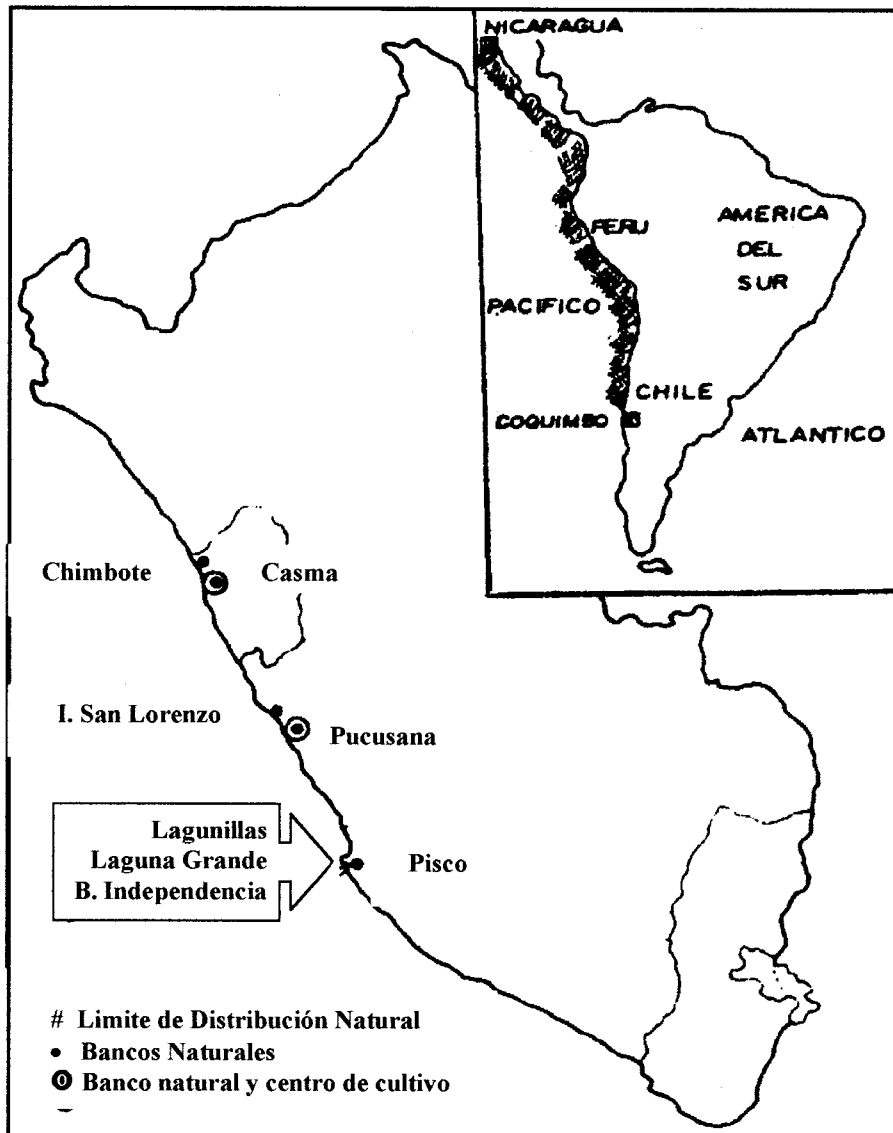 NICARAGUA
PERU
AMERICA
DEL
SUR
PACIFICO
CHILE
COQUIMBO
ATLANTICO
Chimbote
Casma
I. San Lorenzo
Pucusana
Lagunillas
Laguna Grande
B. Independencia
Pisco
# Limite de Distribución Natural
• Bancos Naturales
Banco natural y centro de cultivo